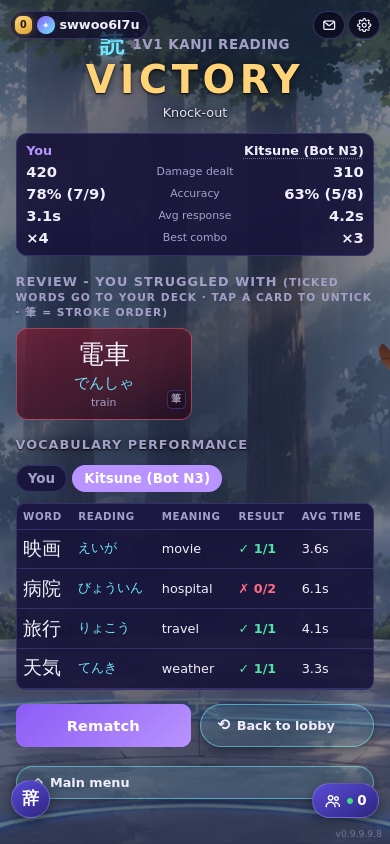 0 swwoo6l7u
読 1V1 KANJI READING
VICTORY
Knock-out
You Kitsune (Bot N3)
420 Damage dealt 310
78% (7/9) Accuracy 63% (5/8)
3.1s Avg response 4.2s
×4 Best combo ×3
REVIEW - YOU STRUGGLED WITH (TICKED
WORDS GO TO YOUR DECK · TAP A CARD TO UNTICK
· 筆 = STROKE ORDER)
電車
でんしゃ
train
筆
VOCABULARY PERFORMANCE
You Kitsune (Bot N3)
WORD READING MEANING RESULT AVG TIME
映画 えいが movie ✓ 1/1 3.6s
病院 びょういん hospital ✗ 0/2 6.1s
旅行 りょこう travel ✓ 1/1 4.1s
天気 てんき weather ✓ 1/1 3.3s
Rematch ⟲ Back to lobby
Main menu
辞 0
v0.9.9.9.8